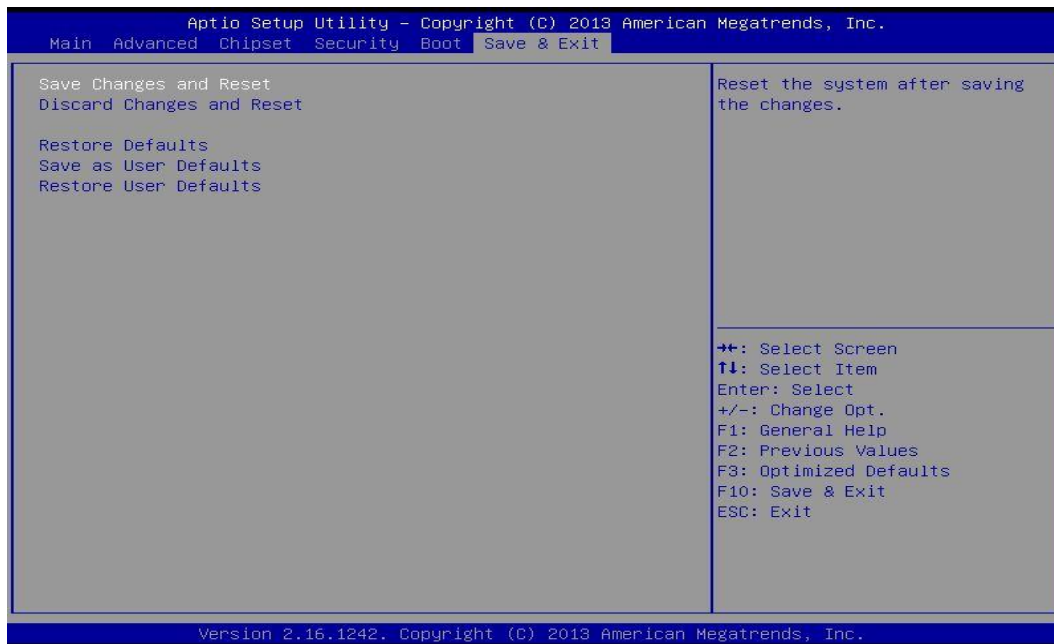 Aptio Setup Utility – Copyright (C) 2013 American Megatrends, Inc.
Main Advanced Chipset Security Boot Save & Exit
Save Changes and Reset
Discard Changes and Reset
Restore Defaults
Save as User Defaults
Restore User Defaults
Reset the system after saving
the changes.
→←: Select Screen
↑↓: Select Item
Enter: Select
+/-: Change Opt.
F1: General Help
F2: Previous Values
F3: Optimized Defaults
F10: Save & Exit
ESC: Exit
Version 2.16.1242. Copyright (C) 2013 American Megatrends, Inc.